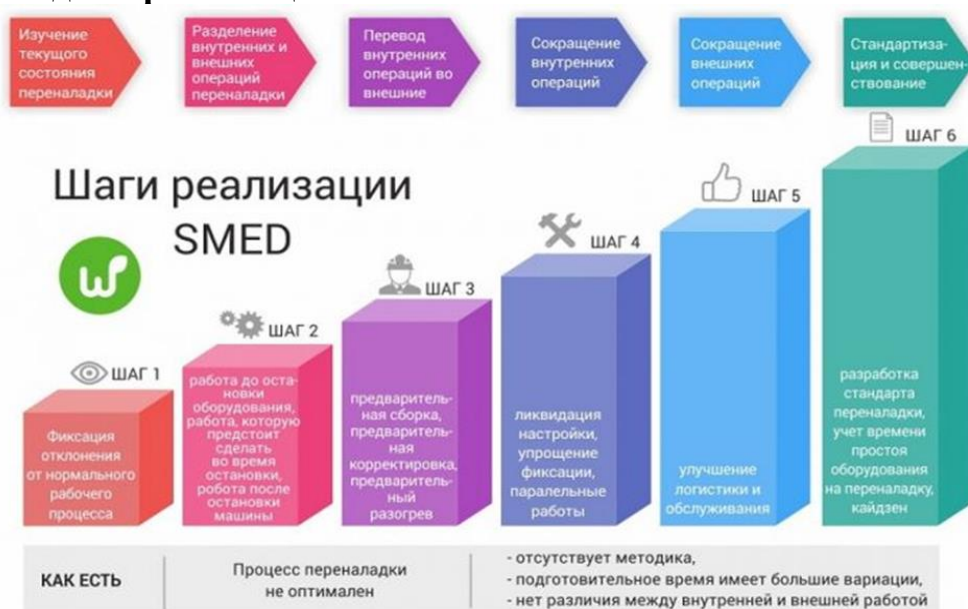 Изучение
текущего
состояния
переналадки
Разделение
внутренних и
внешних
операций
переналадки
Перевод
внутренних
операций во
внешние
Сокращение
внутренних
операций
Сокращение
внешних
операций
Стандартиза-
ция и совершен-
ствование
Шаги реализации
SMED
ШАГ 1
Фиксация
отклонения
от нормального
рабочего
процесса
ШАГ 2
работа до оста-
новки
оборудования,
работа, которую
предстоит
сделать
во время
остановки,
робота после
остановки
машины
ШАГ 3
предваритель-
ная сборка,
предваритель-
ная
корректировка,
предваритель-
ный
разогрев
ШАГ 4
ликвидация
настройки,
упрощение
фиксации,
паралельные
работы
ШАГ 5
улучшение
логистики и
обслуживания
ШАГ 6
разработка
стандарта
переналадки,
учет времени
простоя
оборудования
на переналадку,
кайдзен
КАК ЕСТЬ
Процесс переналадки
не оптимален
- отсутствует методика,
- подготовительное время имеет большие вариации,
- нет различия между внутренней и внешней работой